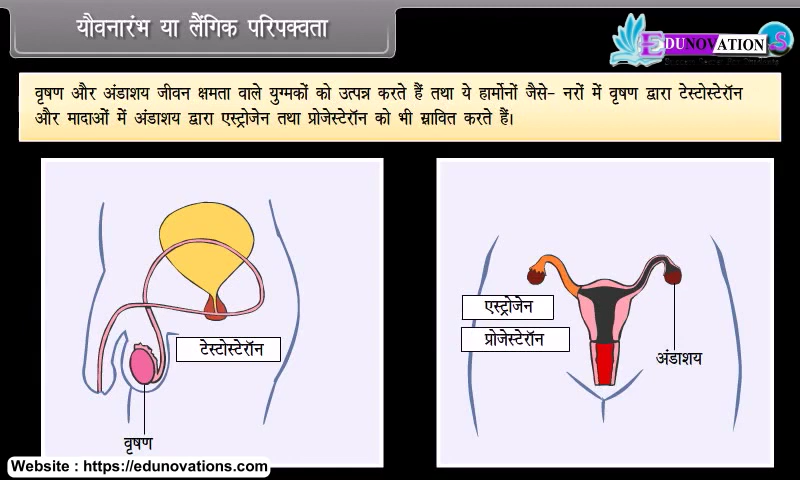 यौवनारंभ या लैंगिक परिपक्वता
EDUNOVATION.S
वृषण और अंडाशय जीवन क्षमता वाले युग्मकों को उत्पन्न करते हैं तथा ये हार्मोनों जैसे- नरों में वृषण द्वारा टेस्टोस्टेरॉन
और मादाओं में अंडाशय द्वारा एस्ट्रोजेन तथा प्रोजेस्टेरॉन को भी स्रावित करते हैं।
टेस्टोस्टेरॉन
वृषण
एस्ट्रोजेन
प्रोजेस्टेरॉन
अंडाशय
Website : https://edunovations.com